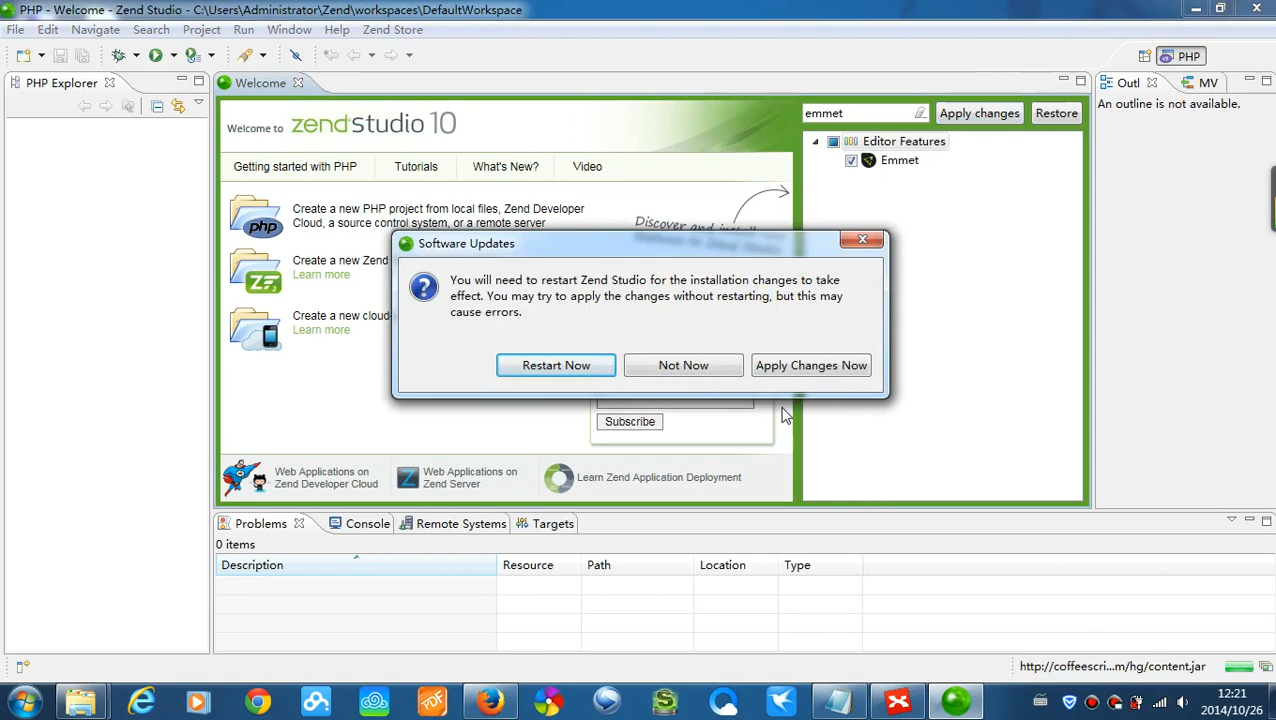 PHP - Welcome - Zend Studio - C:\Users\Administrator\Zend\workspaces\DefaultWorkspace
File Edit Navigate Search Project Run Window Help Zend Store
PHP
PHP Explorer
Welcome
Outl MV
An outline is not available.
Welcome to zend Studio 10
emmet Apply changes Restore
Editor Features
Emmet
Getting started with PHP Tutorials What's New? Video
php
Create a new PHP project from local files, Zend Developer
Cloud, a source control system, or a remote server
Discover and install
features to Zend Studio
ZF2
Create a new Zend
Learn more
Create a new cloud
Learn more
Software Updates
You will need to restart Zend Studio for the installation changes to take
effect. You may try to apply the changes without restarting, but this may
cause errors.
Restart Now Not Now Apply Changes Now
Subscribe
Web Applications on
Zend Developer Cloud
Web Applications on
Zend Server
Learn Zend Application Deployment
Problems Console Remote Systems Targets
0 items
Description Resource Path Location Type
http://coffeescri...m/hg/content.jar
12:21
2014/10/26